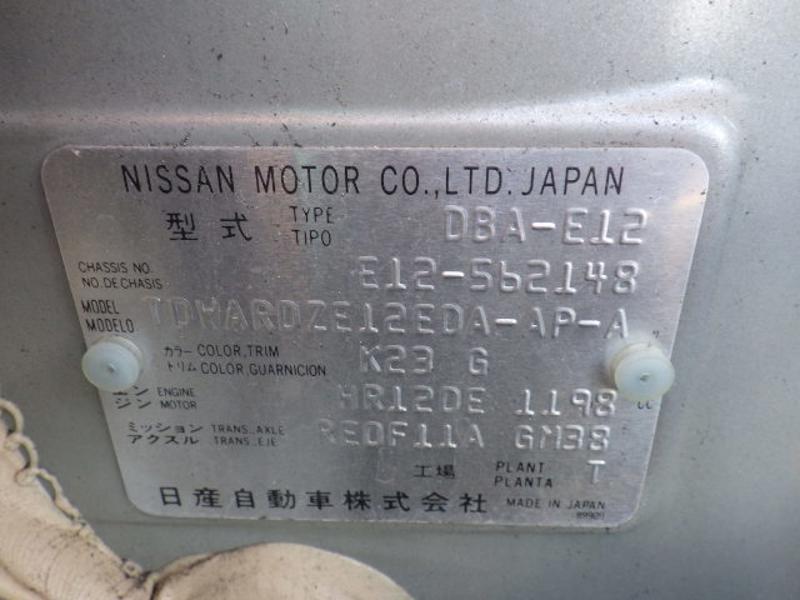 NISSAN MOTOR CO.,LTD. JAPAN
型式 TYPE TIPO DBA-E12
CHASSIS NO. NO. DE CHASIS E12-562148
MODEL MODELO TDWARDZE12EDA-AP-A
カラー COLOR,TRIM トリム COLOR, GUARNICION K23 G
エンジン ENGINE MOTOR HR12DE 1198 cc
ミッション TRANS.,AXLE アクスル TRANS.,EJE RE0F11A GM38
工場 PLANT PLANTA T
日産自動車株式会社 MADE IN JAPAN